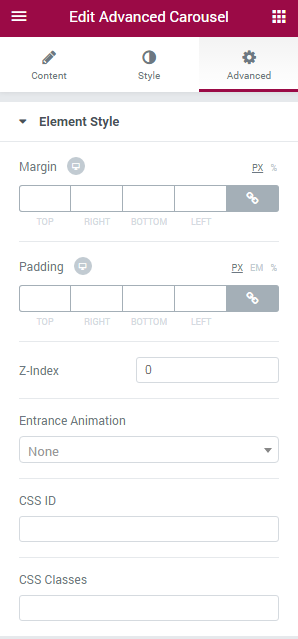 Edit Advanced Carousel
Content Style Advanced
Element Style
Margin PX %
TOP RIGHT BOTTOM LEFT
Padding PX EM %
TOP RIGHT BOTTOM LEFT
Z-Index 0
Entrance Animation
None
CSS ID
CSS Classes